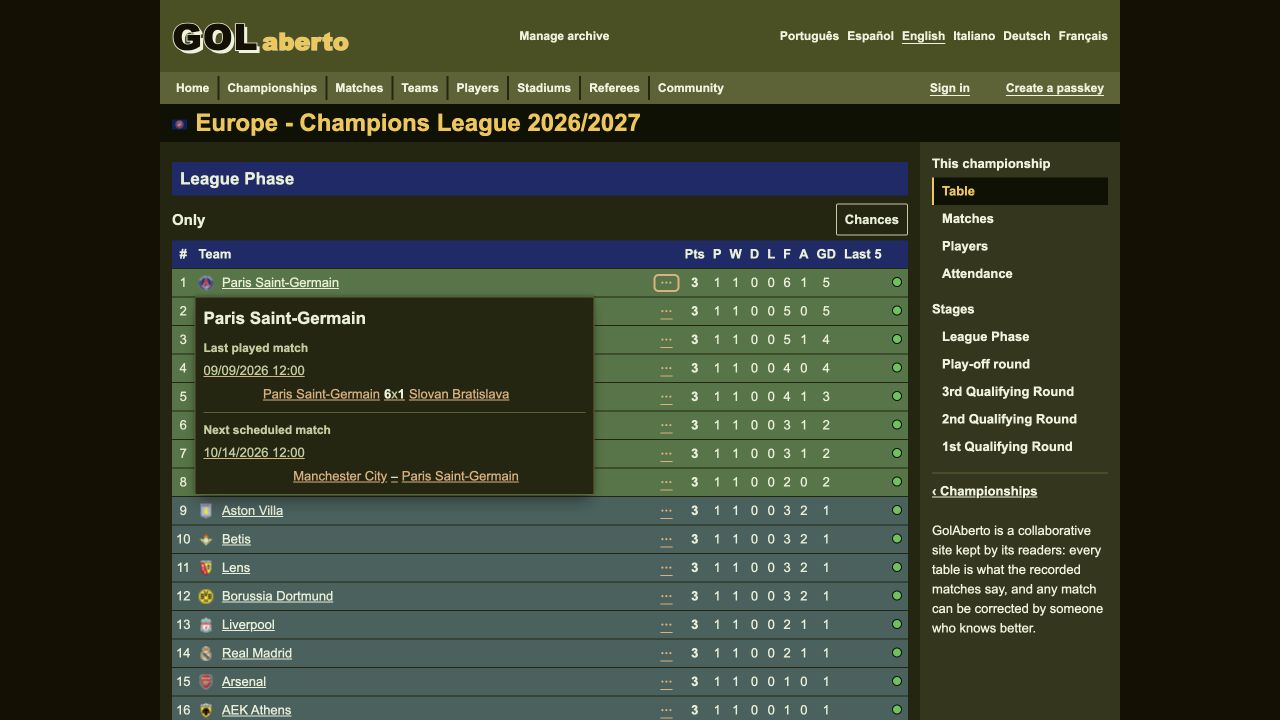 GOL aberto
Manage archive
Português Español English Italiano Deutsch Français
Home Championships Matches Teams Players Stadiums Referees Community
Sign in Create a passkey
Europe - Champions League 2026/2027
League Phase
Only
Chances
# Team Pts P W D L F A GD Last 5
1 Paris Saint-Germain ... 3 1 1 0 0 6 1 5
2 ... 3 1 1 0 0 5 0 5
3 ... 3 1 1 0 0 5 1 4
4 ... 3 1 1 0 0 4 0 4
5 ... 3 1 1 0 0 4 1 3
6 ... 3 1 1 0 0 3 1 2
7 ... 3 1 1 0 0 3 1 2
8 ... 3 1 1 0 0 2 0 2
Paris Saint-Germain
Last played match
09/09/2026 12:00
Paris Saint-Germain 6x1 Slovan Bratislava
Next scheduled match
10/14/2026 12:00
Manchester City – Paris Saint-Germain
9 Aston Villa ... 3 1 1 0 0 3 2 1
10 Betis ... 3 1 1 0 0 3 2 1
11 Lens ... 3 1 1 0 0 3 2 1
12 Borussia Dortmund ... 3 1 1 0 0 3 2 1
13 Liverpool ... 3 1 1 0 0 2 1 1
14 Real Madrid ... 3 1 1 0 0 2 1 1
15 Arsenal ... 3 1 1 0 0 1 0 1
16 AEK Athens ... 3 1 1 0 0 1 0 1
This championship
Table
Matches
Players
Attendance
Stages
League Phase
Play-off round
3rd Qualifying Round
2nd Qualifying Round
1st Qualifying Round
‹ Championships
GolAberto is a collaborative
site kept by its readers: every
table is what the recorded
matches say, and any match
can be corrected by someone
who knows better.